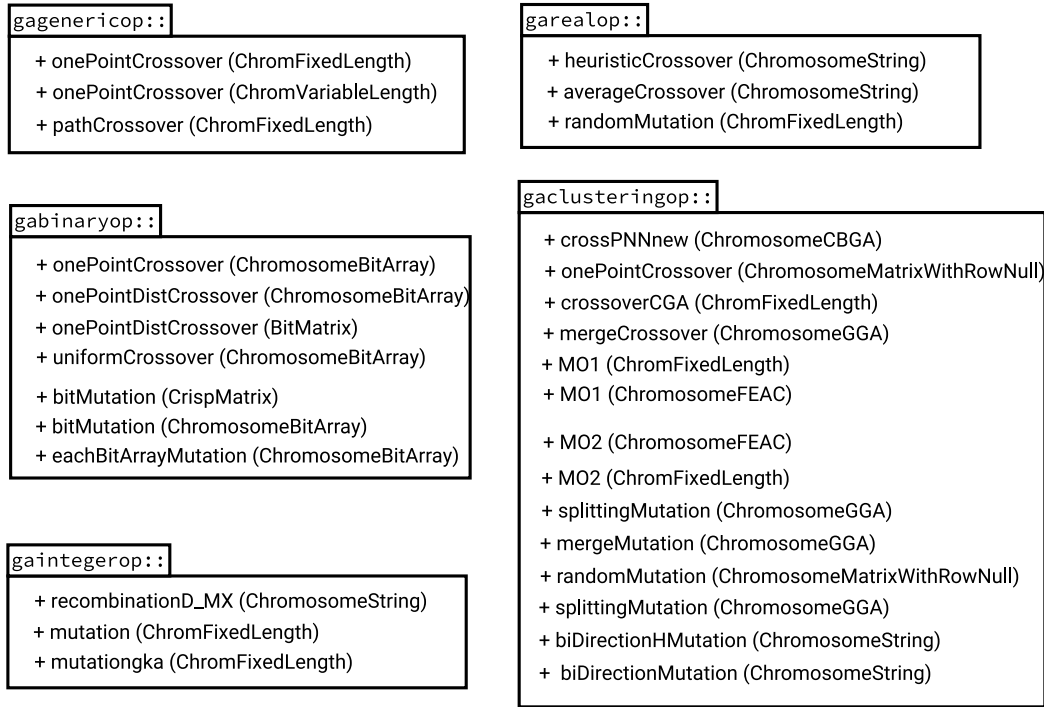 gagenericop::
+ onePointCrossover (ChromFixedLength)
+ onePointCrossover (ChromVariableLength)
+ pathCrossover (ChromFixedLength)
gabinaryop::
+ onePointCrossover (ChromosomeBitArray)
+ onePointDistCrossover (ChromosomeBitArray)
+ onePointDistCrossover (BitMatrix)
+ uniformCrossover (ChromosomeBitArray)
+ bitMutation (CrispMatrix)
+ bitMutation (ChromosomeBitArray)
+ eachBitArrayMutation (ChromosomeBitArray)
gaintegerop::
+ recombinationD_MX (ChromosomeString)
+ mutation (ChromFixedLength)
+ mutationgka (ChromFixedLength)
garealop::
+ heuristicCrossover (ChromosomeString)
+ averageCrossover (ChromosomeString)
+ randomMutation (ChromFixedLength)
gaclusteringop::
+ crossPNNnew (ChromosomeCBGA)
+ onePointCrossover (ChromosomeMatrixWithRowNull)
+ crossoverCGA (ChromFixedLength)
+ mergeCrossover (ChromosomeGGA)
+ MO1 (ChromFixedLength)
+ MO1 (ChromosomeFEAC)
+ MO2 (ChromosomeFEAC)
+ MO2 (ChromFixedLength)
+ splittingMutation (ChromosomeGGA)
+ mergeMutation (ChromosomeGGA)
+ randomMutation (ChromosomeMatrixWithRowNull)
+ splittingMutation (ChromosomeGGA)
+ biDirectionHMutation (ChromosomeString)
+ biDirectionMutation (ChromosomeString)